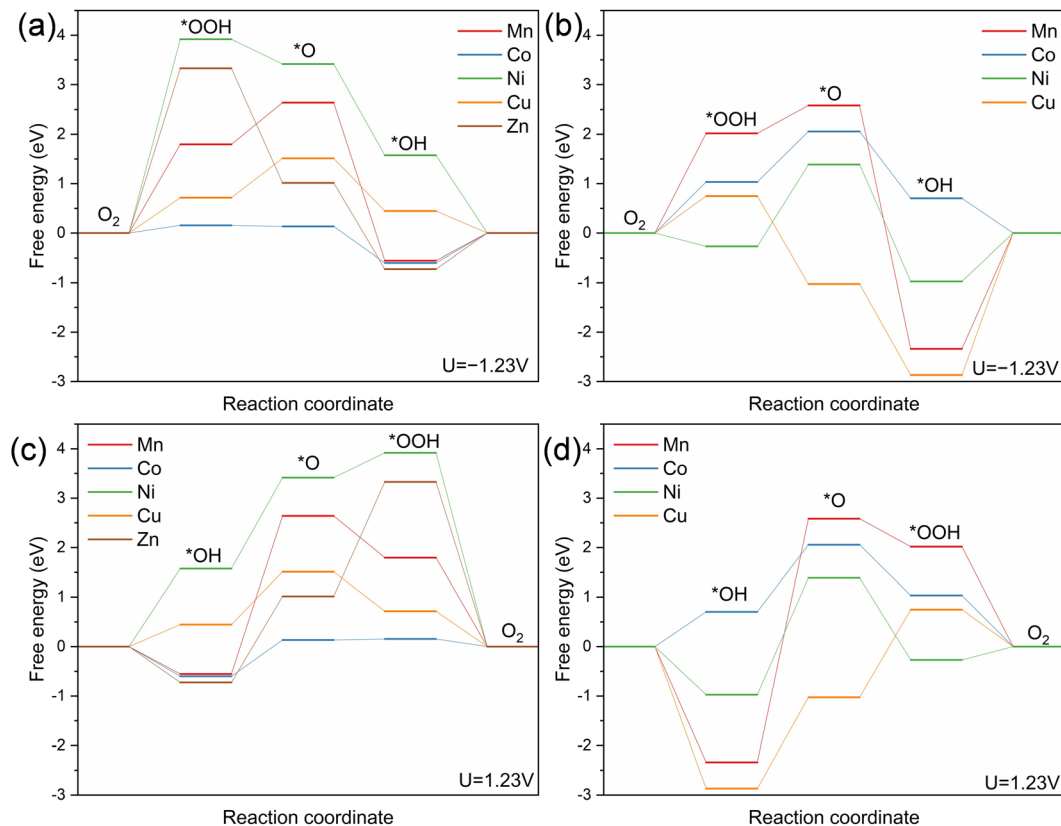 (a)
Free energy (eV)
4
3
2
1
0
-1
-2
-3
O₂
*OOH
*O
*OH
Mn
Co
Ni
Cu
Zn
U=−1.23V
Reaction coordinate
(b)
Free energy (eV)
4
3
2
1
0
-1
-2
-3
O₂
*OOH
*O
*OH
Mn
Co
Ni
Cu
U=−1.23V
Reaction coordinate
(c)
Free energy (eV)
4
3
2
1
0
-1
-2
-3
Mn
Co
Ni
Cu
Zn
*OH
*O
*OOH
O₂
U=1.23V
Reaction coordinate
(d)
Free energy (eV)
4
3
2
1
0
-1
-2
-3
Mn
Co
Ni
Cu
*OH
*O
*OOH
O₂
U=1.23V
Reaction coordinate